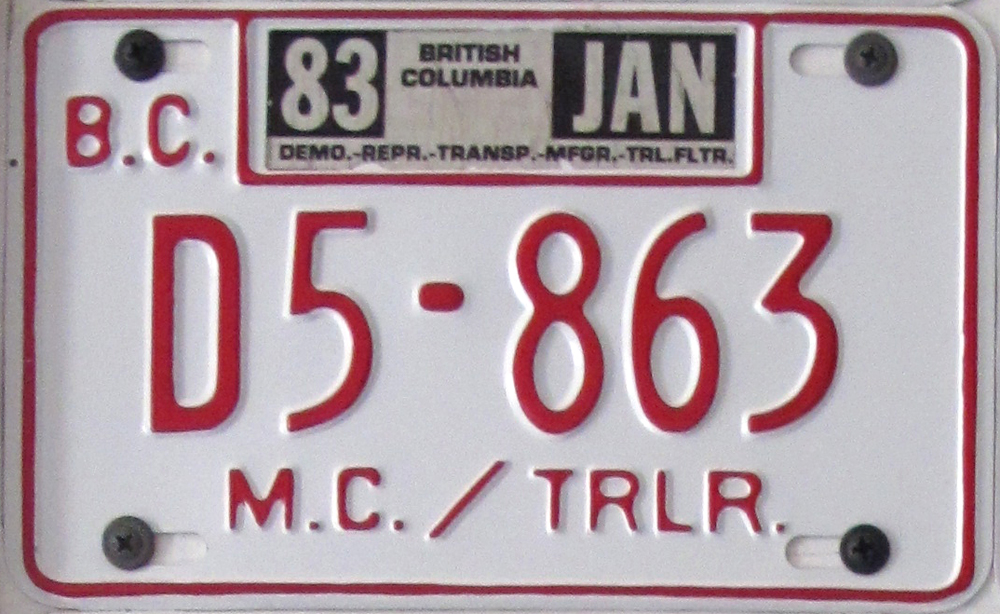 83 BRITISH COLUMBIA JAN
DEMO.-REPR.-TRANSP.-MFGR.-TRL.FLTR.
B.C.
D5-863
M.C./TRLR.